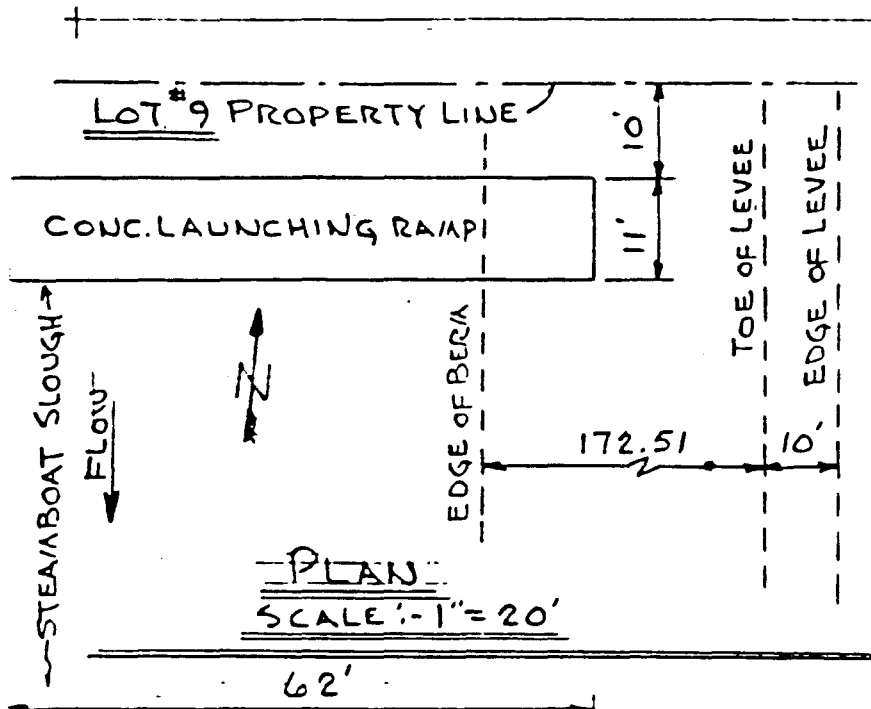 LOT #9 PROPERTY LINE
10'
CONC. LAUNCHING RAMP
11'
TOE OF LEVEE
EDGE OF LEVEE
STEAMBOAT SLOUGH
FLOW
N
EDGE OF BERM
172.51
10'
PLAN
SCALE:- 1" = 20'
62'